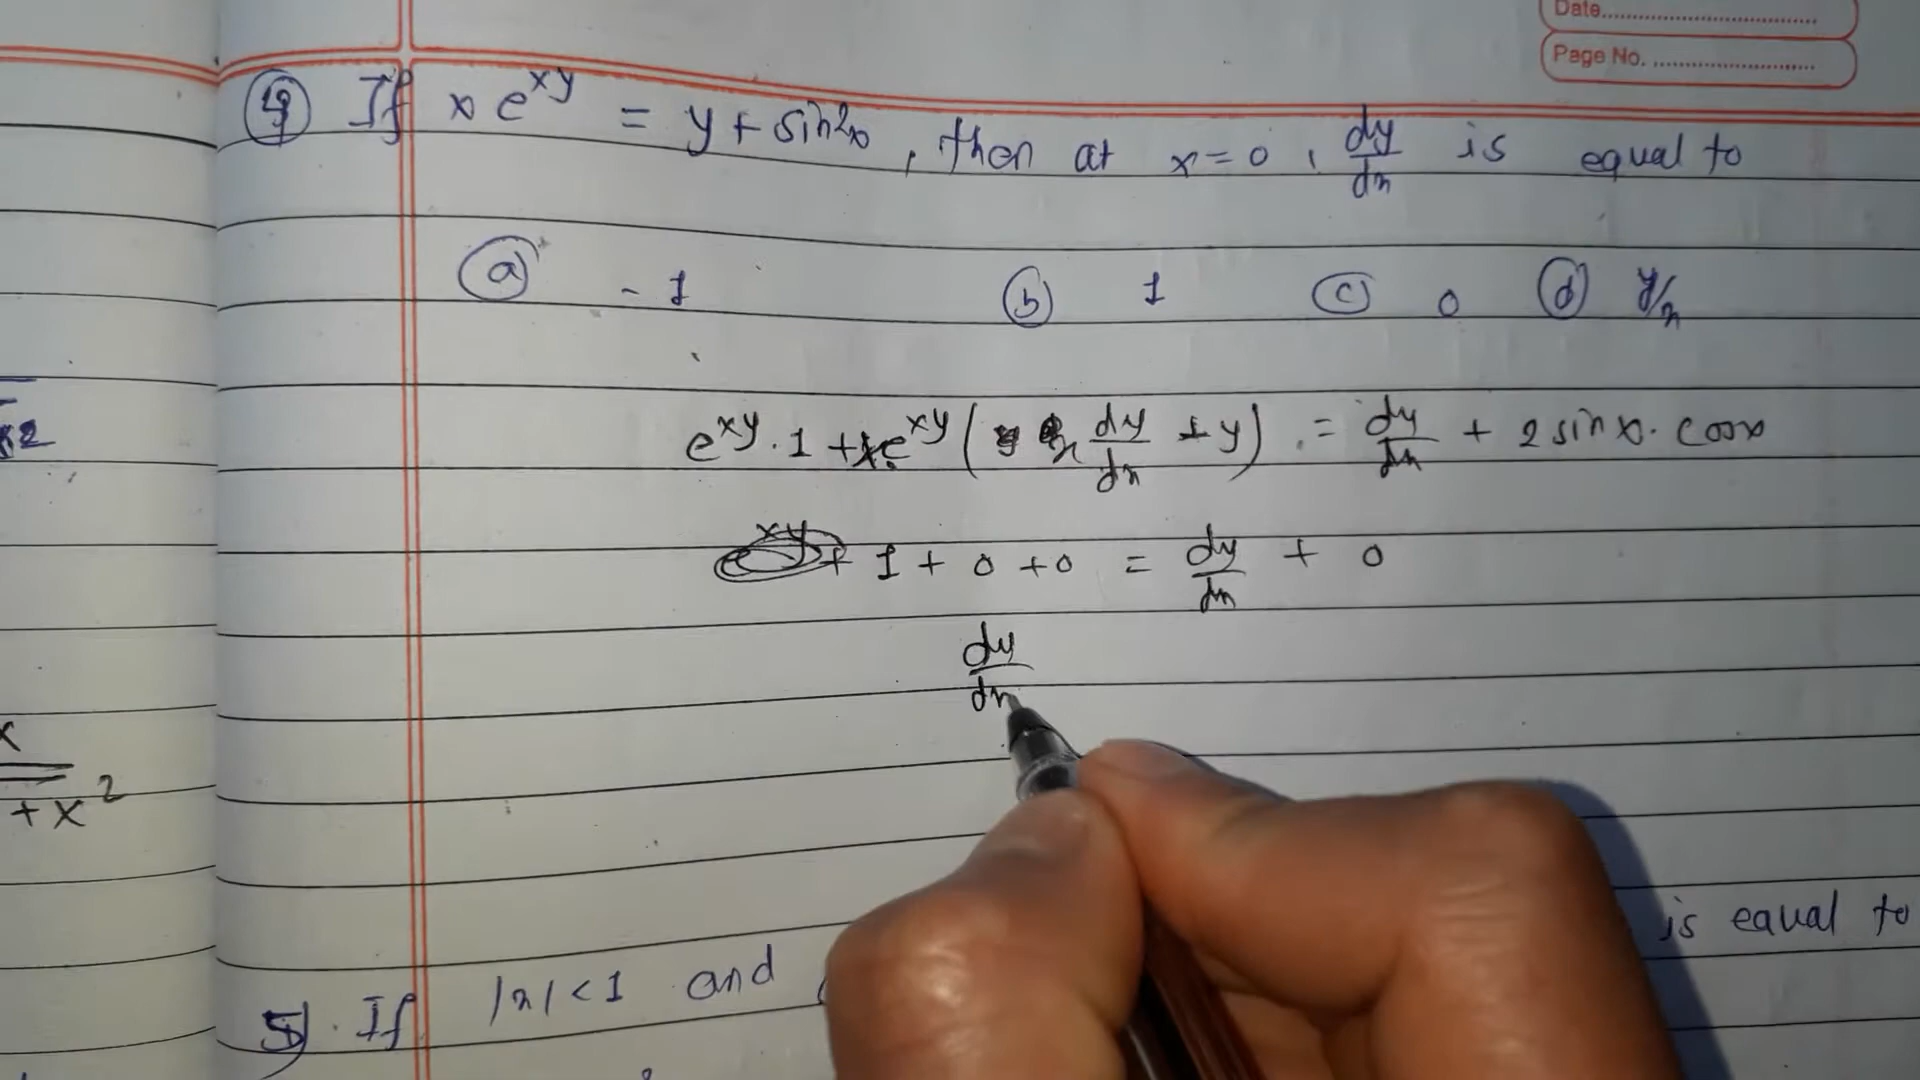 Date
Page No.
4) If x e^xy = y + sin²x, then at x=0, dy/dx is equal to
(a) -1 (b) 1 (c) 0 (d) y/x
e^xy · 1 + x e^xy ( x dy/dx + y ) = dy/dx + 2 sin x · cos x
1 + 0 + 0 = dy/dx + 0
dy/dx
x
+ x²
is equal to
5) If |x| < 1 and